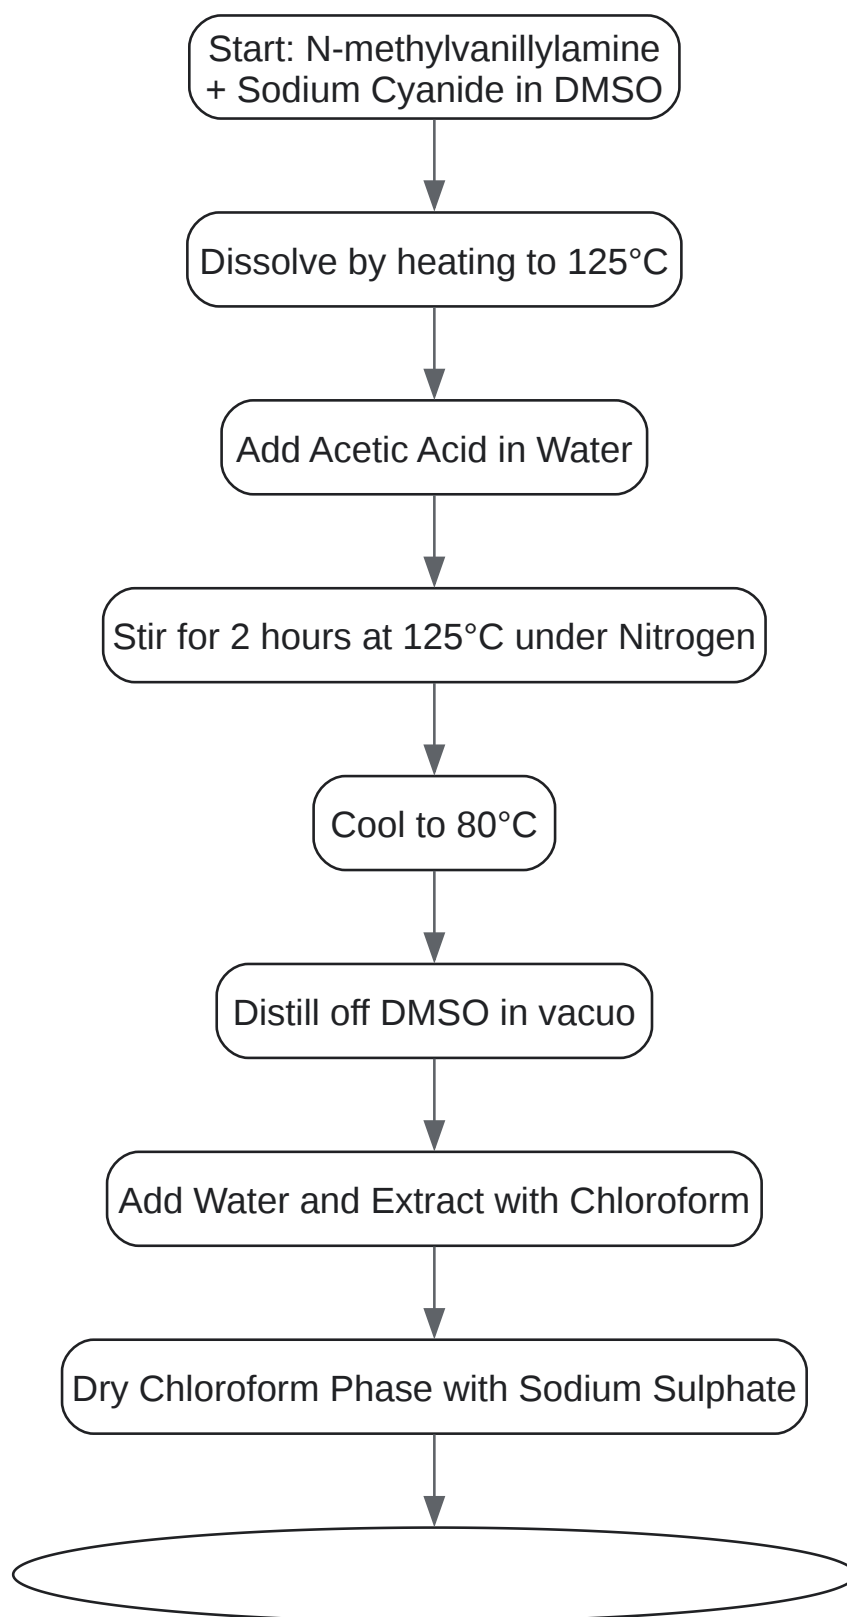 Start: N-methylvanillylamine
+ Sodium Cyanide in DMSO
Dissolve by heating to 125°C
Add Acetic Acid in Water
Stir for 2 hours at 125°C under Nitrogen
Cool to 80°C
Distill off DMSO in vacuo
Add Water and Extract with Chloroform
Dry Chloroform Phase with Sodium Sulphate